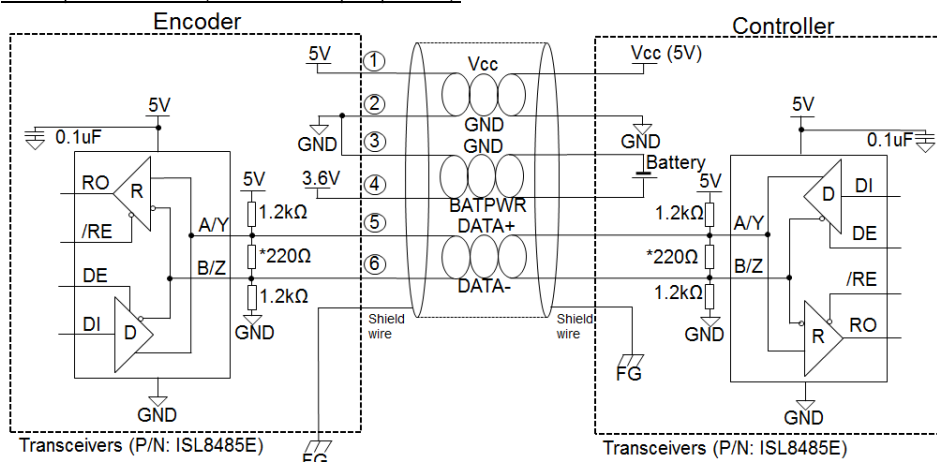 Encoder
Controller
5V
①
Vcc
Vcc (5V)
②
GND
GND
GND
③
GND
Battery
3.6V
④
BATPWR
5V
0.1uF
RO
R
/RE
DE
DI
D
GND
A/Y
B/Z
5V
1.2kΩ
*220Ω
1.2kΩ
GND
⑤
DATA+
⑥
DATA-
Shield
wire
Shield
wire
FG
FG
5V
1.2kΩ
*220Ω
1.2kΩ
GND
A/Y
B/Z
5V
0.1uF
D
DI
DE
/RE
R
RO
GND
Transceivers (P/N: ISL8485E)
Transceivers (P/N: ISL8485E)